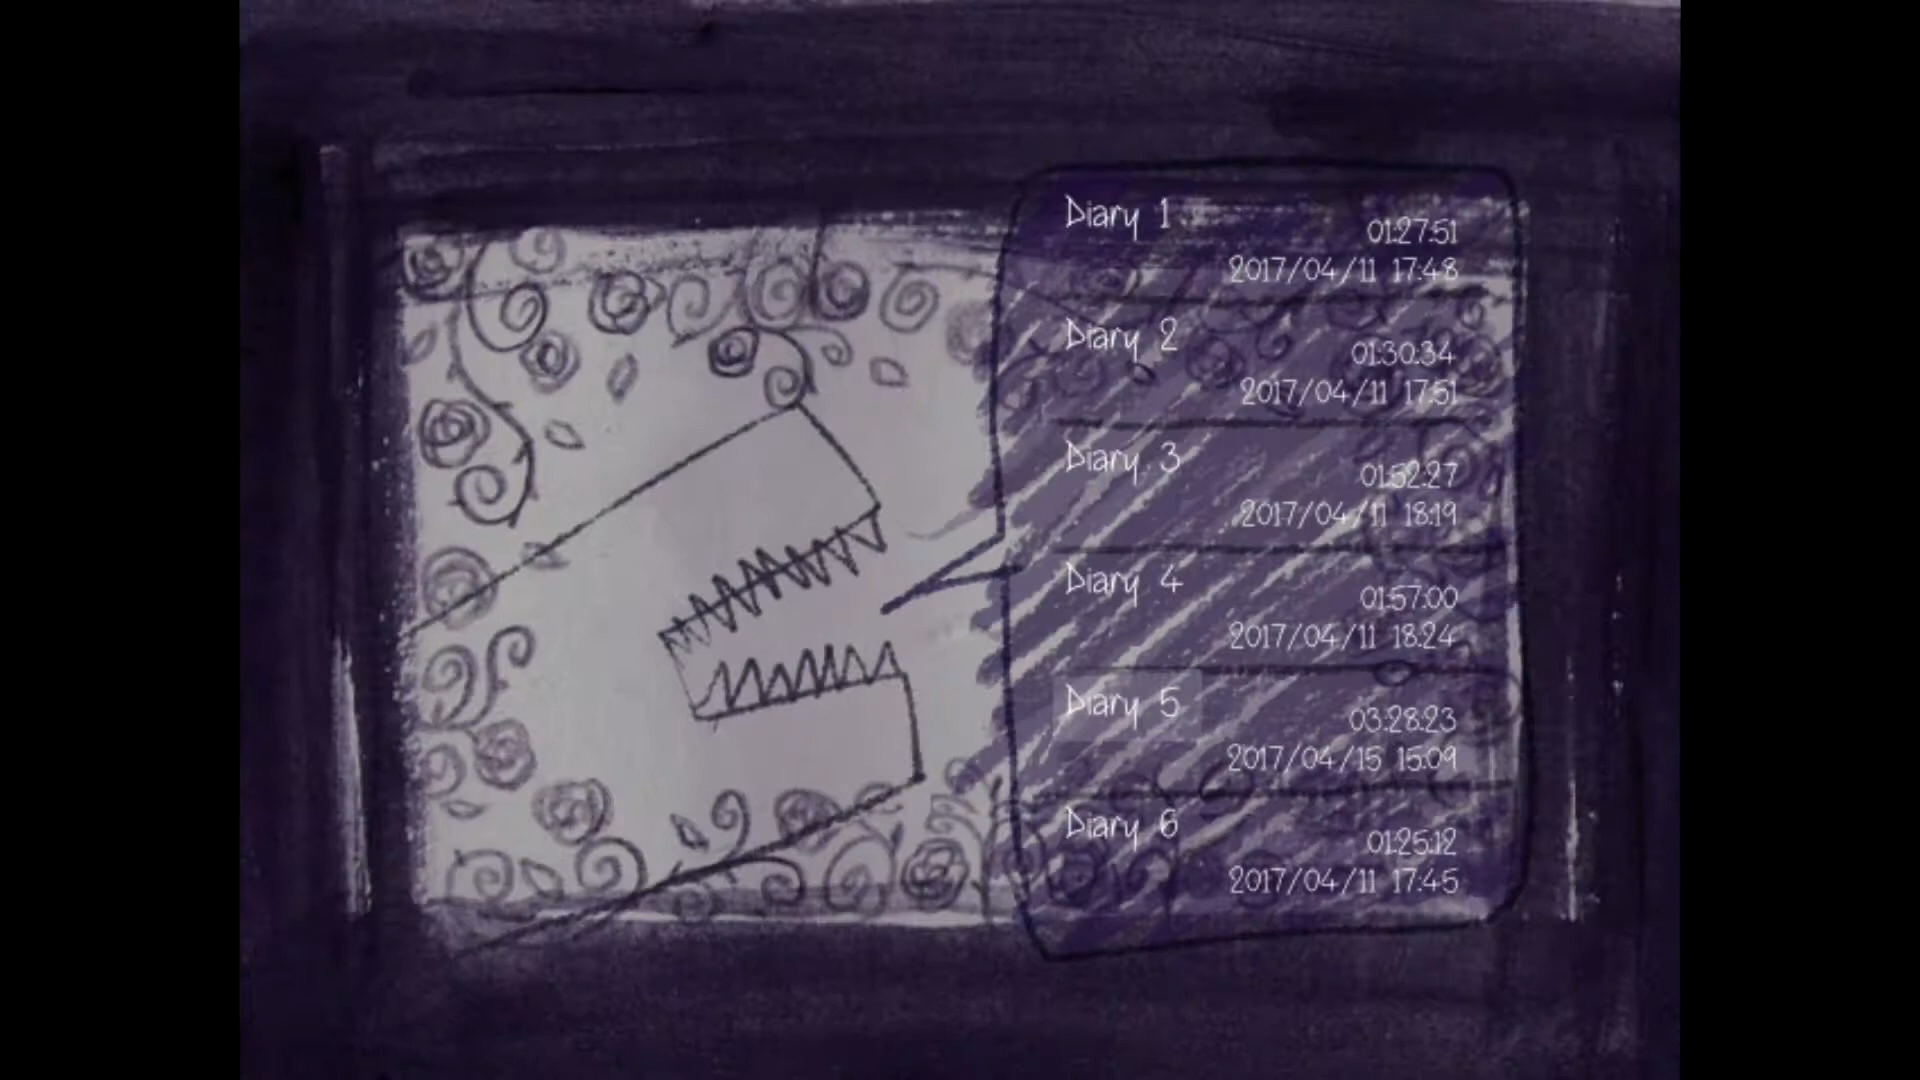 Diary 1
01:27:51
2017/04/11 17:48
Diary 2
01:30:34
2017/04/11 17:51
Diary 3
01:52:27
2017/04/11 18:19
Diary 4
01:57:00
2017/04/11 18:24
Diary 5
03:28:23
2017/04/15 15:09
Diary 6
01:25:12
2017/04/11 17:45